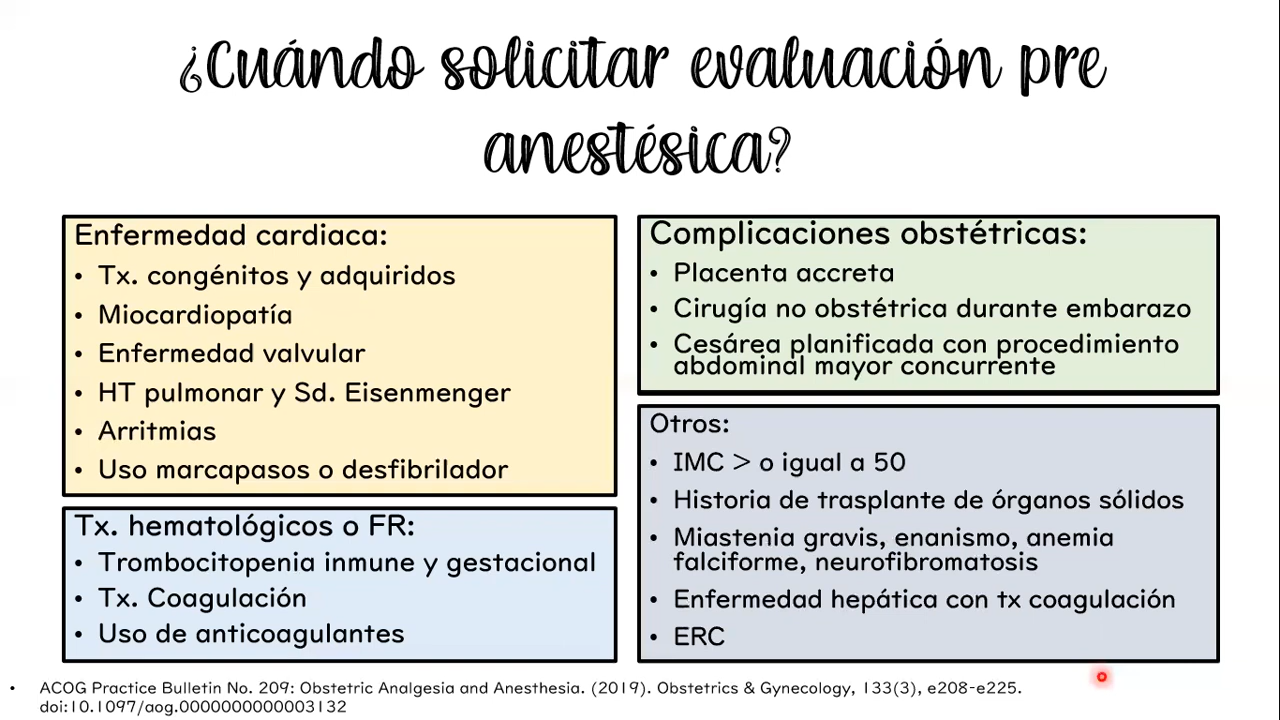 ¿Cuándo solicitar evaluación pre
anestésica?
Enfermedad cardiaca:
• Tx. congénitos y adquiridos
• Miocardiopatía
• Enfermedad valvular
• HT pulmonar y Sd. Eisenmenger
• Arritmias
• Uso marcapasos o desfibrilador
Tx. hematológicos o FR:
• Trombocitopenia inmune y gestacional
• Tx. Coagulación
• Uso de anticoagulantes
Complicaciones obstétricas:
• Placenta accreta
• Cirugía no obstétrica durante embarazo
• Cesárea planificada con procedimiento
abdominal mayor concurrente
Otros:
• IMC > o igual a 50
• Historia de trasplante de órganos sólidos
• Miastenia gravis, enanismo, anemia
falciforme, neurofibromatosis
• Enfermedad hepática con tx coagulación
• ERC
• ACOG Practice Bulletin No. 209: Obstetric Analgesia and Anesthesia. (2019). Obstetrics & Gynecology, 133(3), e208-e225.
doi:10.1097/aog.0000000000003132